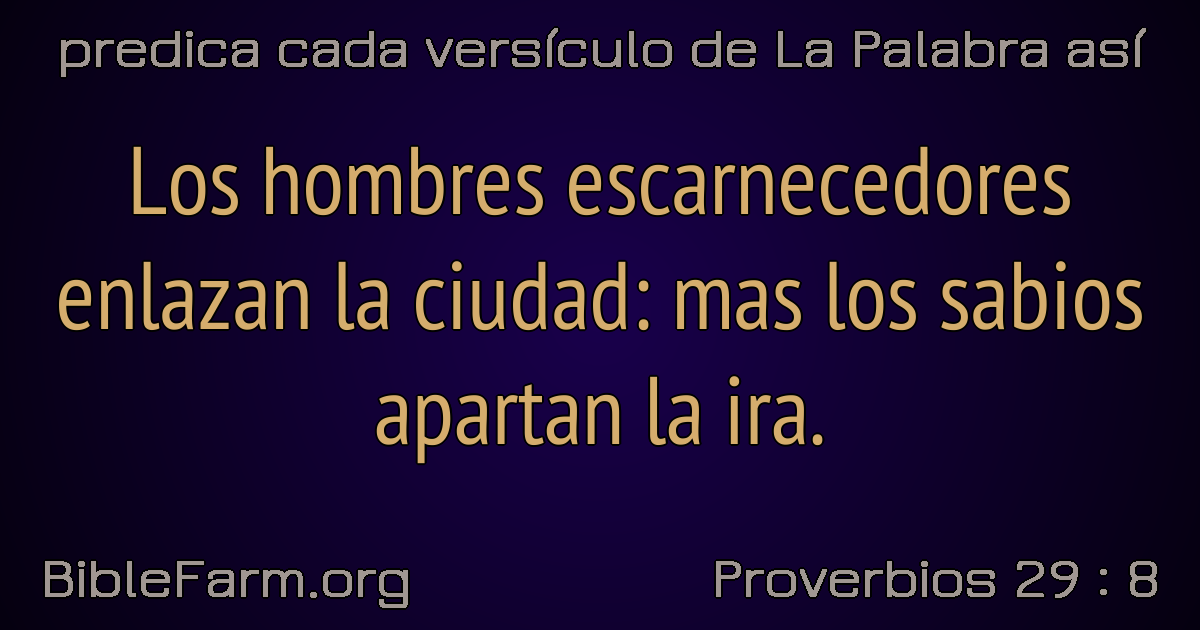 predica cada versículo de La Palabra así
Los hombres escarnecedores
enlazan la ciudad: mas los sabios
apartan la ira.
BibleFarm.org
Proverbios 29 : 8